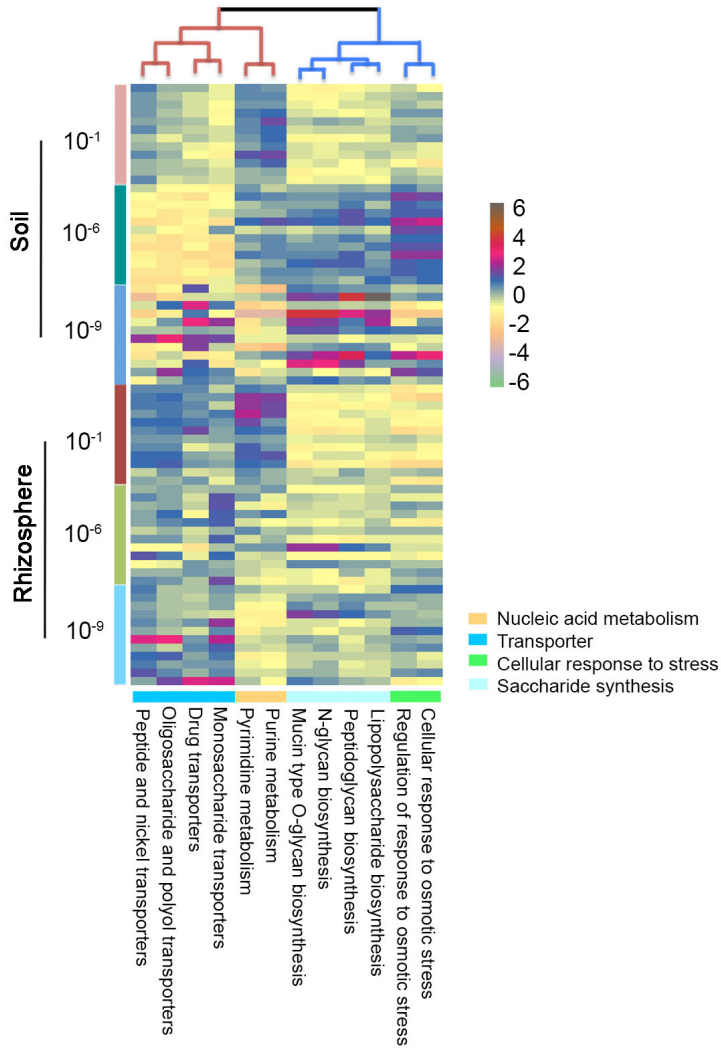 Soil
10-1
10-6
10-9
Rhizosphere
10-1
10-6
10-9
6
4
2
0
-2
-4
-6
Nucleic acid metabolism
Transporter
Cellular response to stress
Saccharide synthesis
Peptide and nickel transporters
Oligosaccharide and polyol transporters
Drug transporters
Monosaccharide transporters
Pyrimidine metabolism
Purine metabolism
Mucin type O-glycan biosynthesis
N-glycan biosynthesis
Peptidoglycan biosynthesis
Lipopolysaccharide biosynthesis
Regulation of response to osmotic stress
Cellular response to osmotic stress